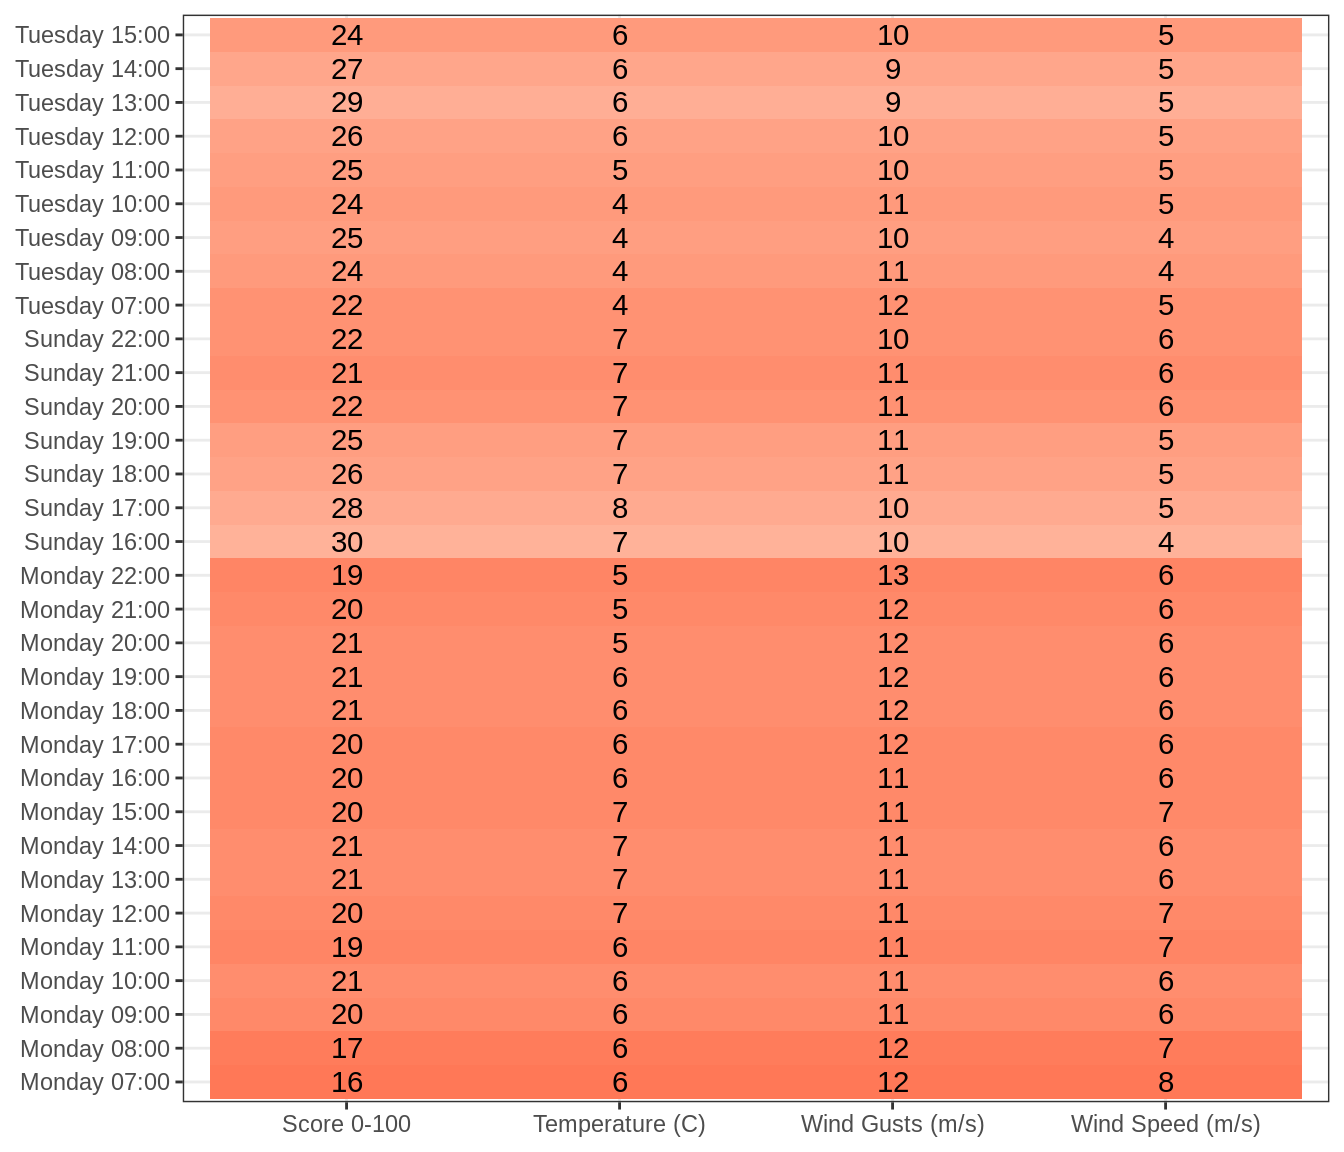 Tuesday 15:00 24 6 10 5
Tuesday 14:00 27 6 9 5
Tuesday 13:00 29 6 9 5
Tuesday 12:00 26 6 10 5
Tuesday 11:00 25 5 10 5
Tuesday 10:00 24 4 11 5
Tuesday 09:00 25 4 10 4
Tuesday 08:00 24 4 11 4
Tuesday 07:00 22 4 12 5
Sunday 22:00 22 7 10 6
Sunday 21:00 21 7 11 6
Sunday 20:00 22 7 11 6
Sunday 19:00 25 7 11 5
Sunday 18:00 26 7 11 5
Sunday 17:00 28 8 10 5
Sunday 16:00 30 7 10 4
Monday 22:00 19 5 13 6
Monday 21:00 20 5 12 6
Monday 20:00 21 5 12 6
Monday 19:00 21 6 12 6
Monday 18:00 21 6 12 6
Monday 17:00 20 6 12 6
Monday 16:00 20 6 11 6
Monday 15:00 20 7 11 7
Monday 14:00 21 7 11 6
Monday 13:00 21 7 11 6
Monday 12:00 20 7 11 7
Monday 11:00 19 6 11 7
Monday 10:00 21 6 11 6
Monday 09:00 20 6 11 6
Monday 08:00 17 6 12 7
Monday 07:00 16 6 12 8
Score 0-100 Temperature (C) Wind Gusts (m/s) Wind Speed (m/s)